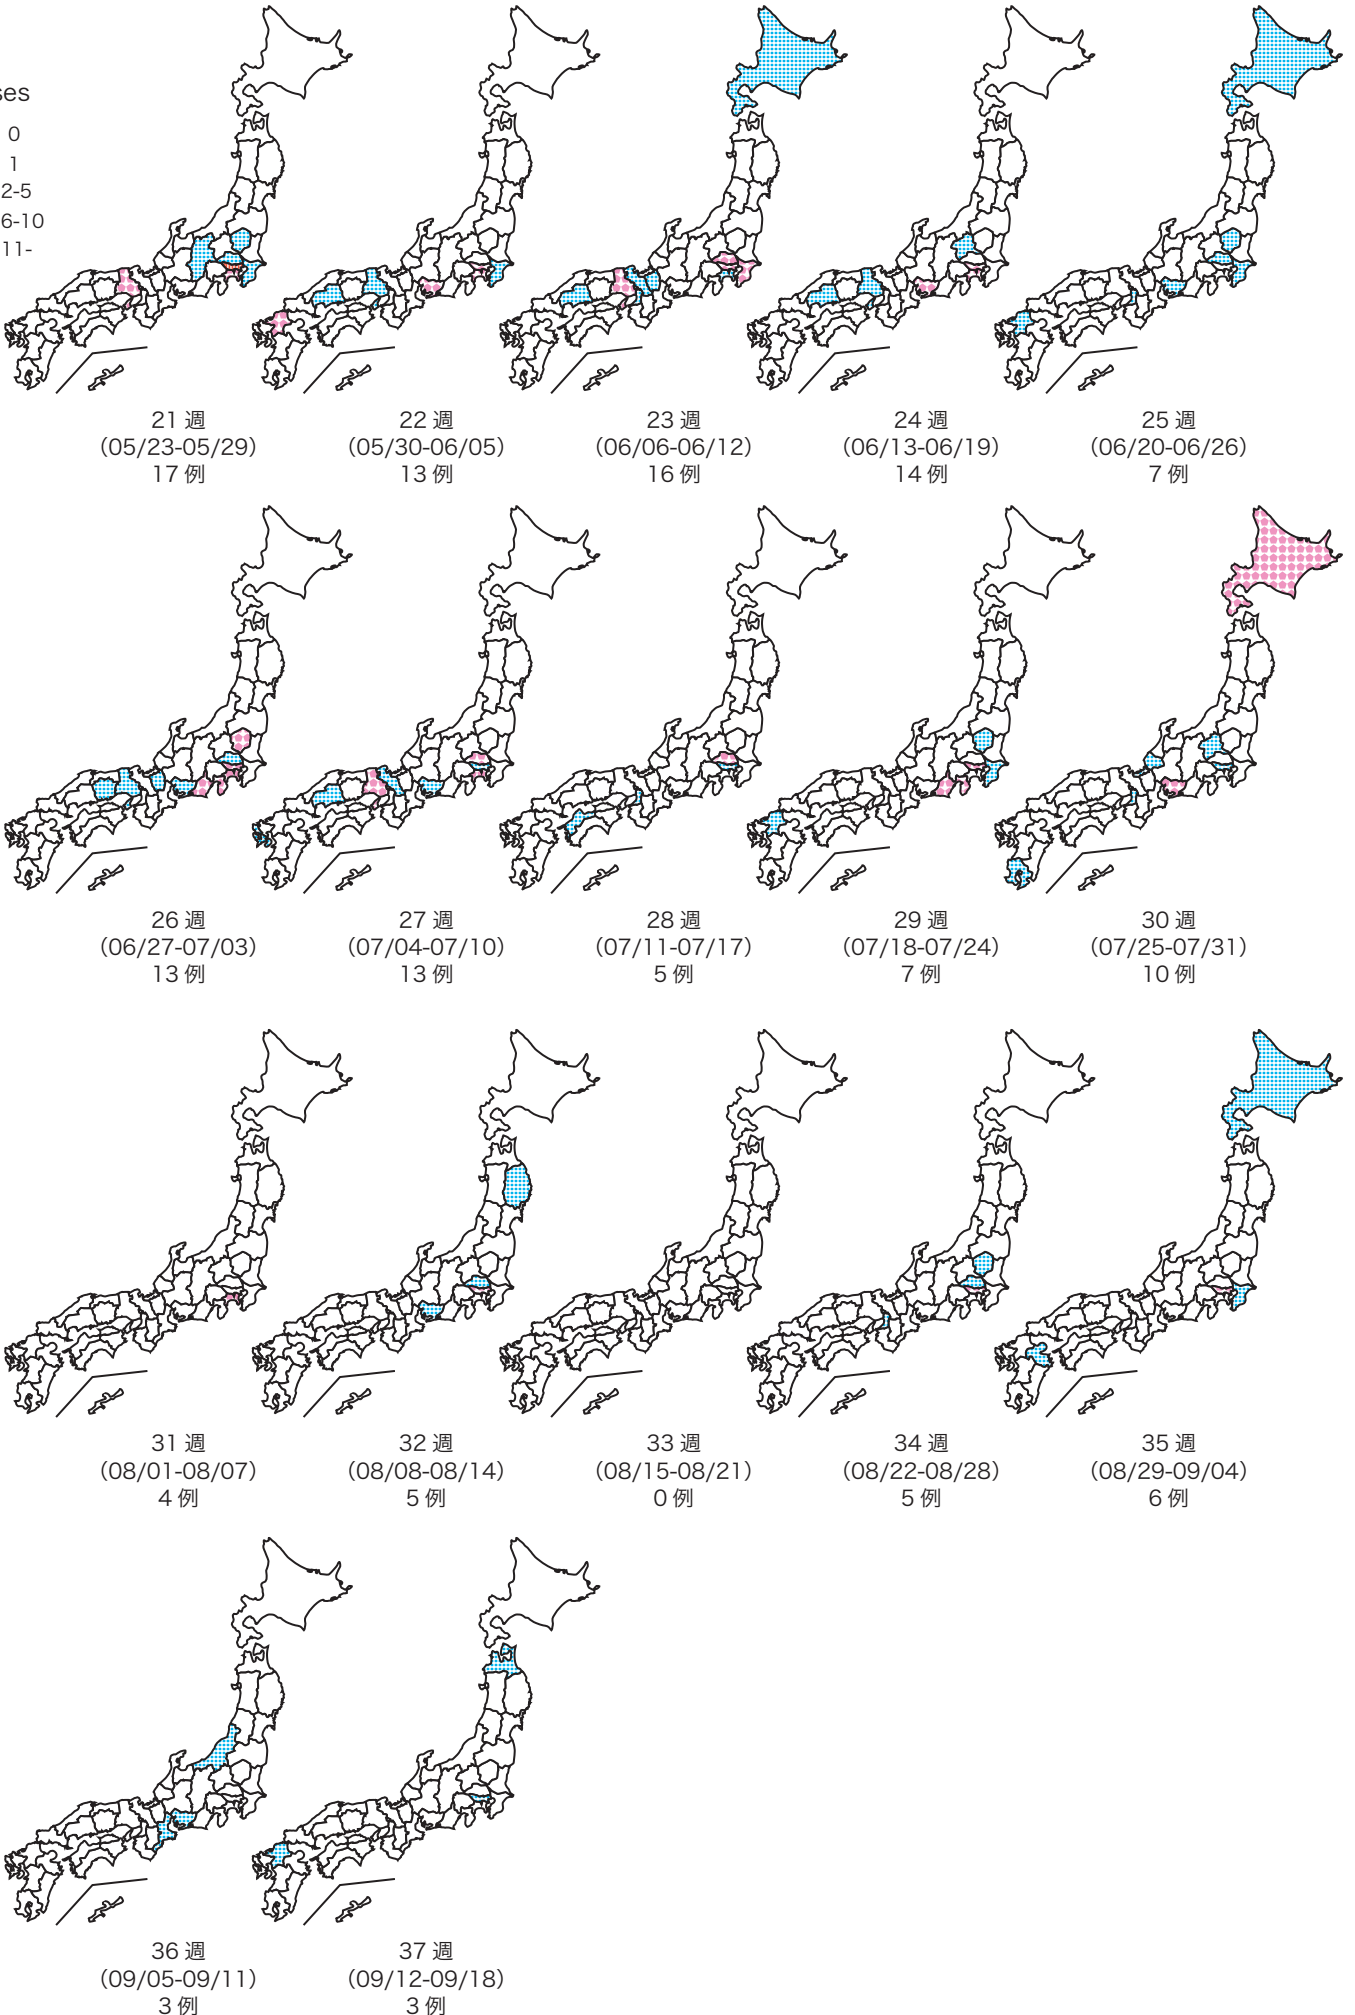 0
1
2-5
6-10
11-
21 週
（05/23-05/29）
17 例
22 週
（05/30-06/05）
13 例
23 週
（06/06-06/12）
16 例
24 週
（06/13-06/19）
14 例
25 週
（06/20-06/26）
7 例
26 週
（06/27-07/03）
13 例
27 週
（07/04-07/10）
13 例
28 週
（07/11-07/17）
5 例
29 週
（07/18-07/24）
7 例
30 週
（07/25-07/31）
10 例
31 週
（08/01-08/07）
4 例
32 週
（08/08-08/14）
5 例
33 週
（08/15-08/21）
0 例
34 週
（08/22-08/28）
5 例
35 週
（08/29-09/04）
6 例
36 週
（09/05-09/11）
3 例
37 週
（09/12-09/18）
3 例